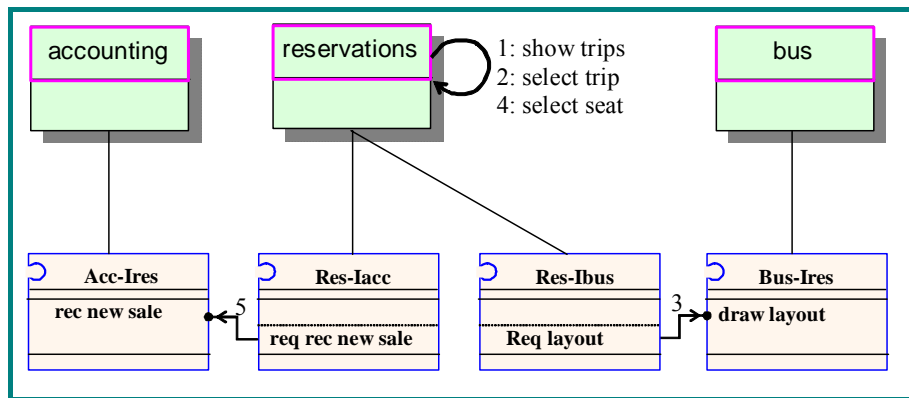 accounting
reservations
1: show trips
2: select trip
4: select seat
bus
Acc-Ires
rec new sale
5
Res-Iacc
req rec new sale
Res-Ibus
Req layout
3
Bus-Ires
draw layout